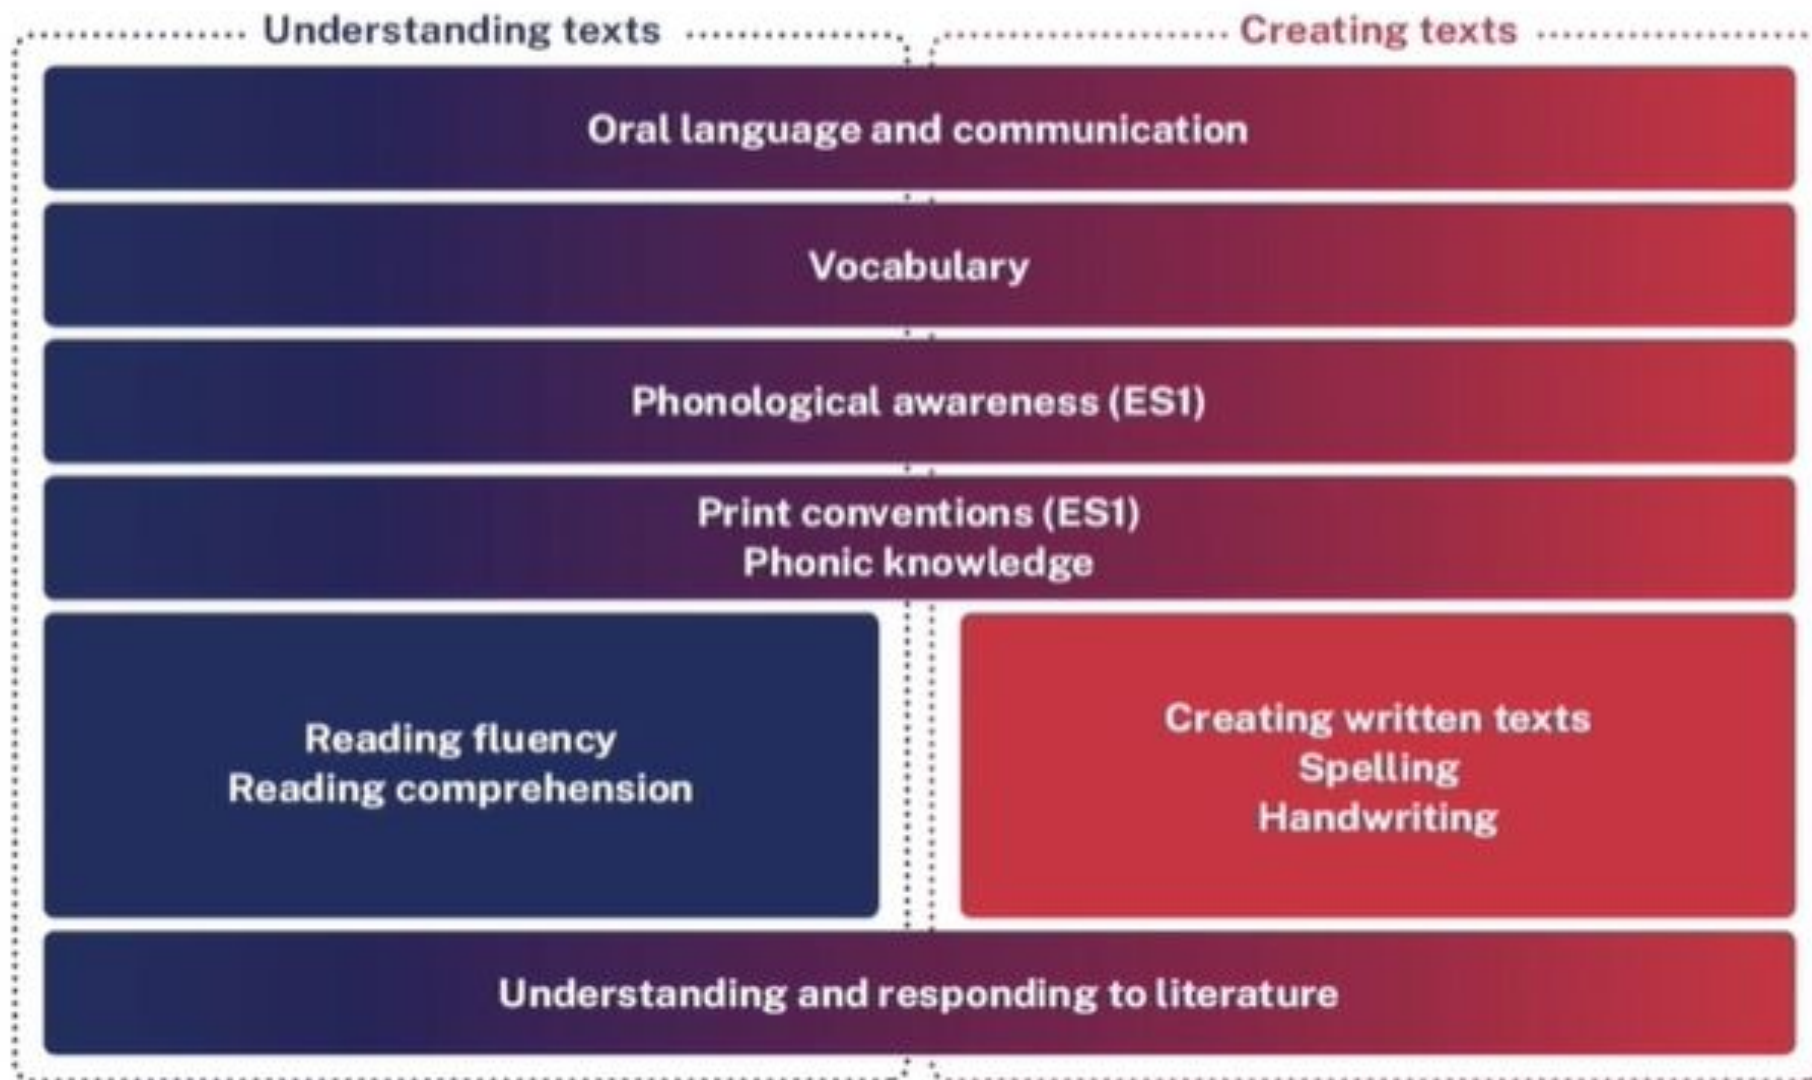 Understanding texts
Creating texts
Oral language and communication
Vocabulary
Phonological awareness (ES1)
Print conventions (ES1)
Phonic knowledge
Reading fluency
Reading comprehension
Creating written texts
Spelling
Handwriting
Understanding and responding to literature